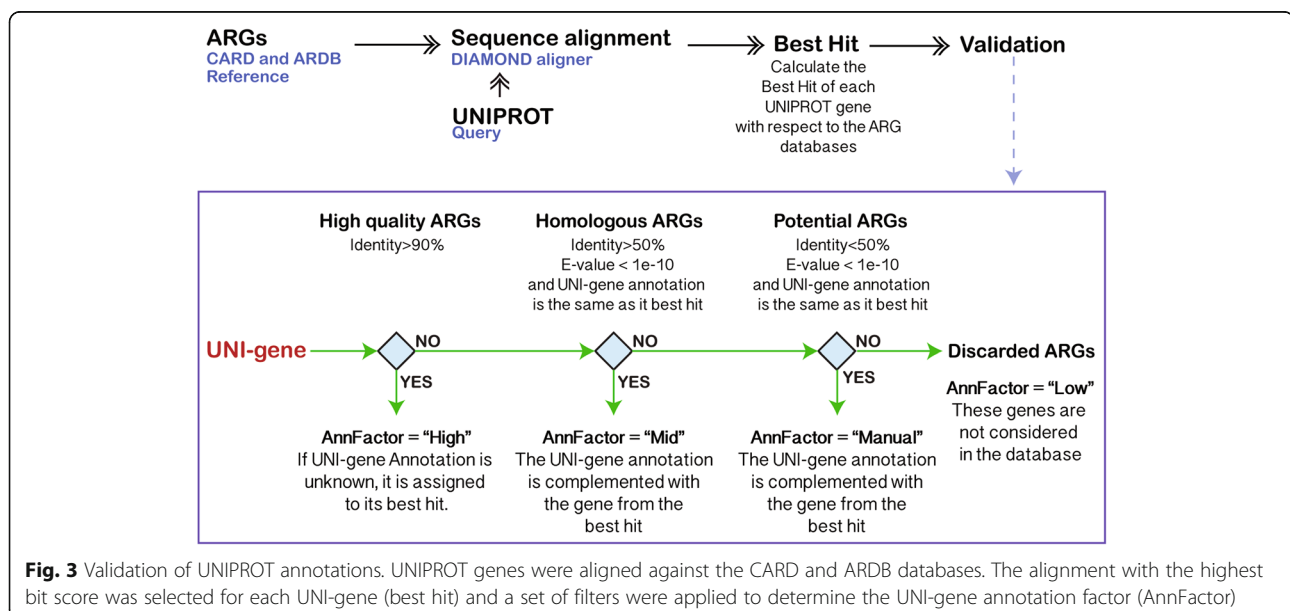 ARGs
CARD and ARDB
Reference
Sequence alignment
DIAMOND aligner
UNIPROT
Query
Best Hit
Calculate the
Best Hit of each
UNIPROT gene
with respect to the ARG
databases
Validation
High quality ARGs
Identity>90%
Homologous ARGs
Identity>50%
E-value < 1e-10
and UNI-gene annotation
is the same as it best hit
Potential ARGs
Identity<50%
E-value < 1e-10
and UNI-gene annotation
is the same as it best hit
UNI-gene
NO
YES
NO
YES
NO
YES
Discarded ARGs
AnnFactor = “Low”
These genes are
not considered
in the database
AnnFactor = “High”
If UNI-gene Annotation is
unknown, it is assigned
to its best hit.
AnnFactor = “Mid”
The UNI-gene annotation
is complemented with
the gene from the
best hit
AnnFactor = “Manual”
The UNI-gene annotation
is complemented with
the gene from the
best hit
Fig. 3 Validation of UNIPROT annotations. UNIPROT genes were aligned against the CARD and ARDB databases. The alignment with the highest
bit score was selected for each UNI-gene (best hit) and a set of filters were applied to determine the UNI-gene annotation factor (AnnFactor)